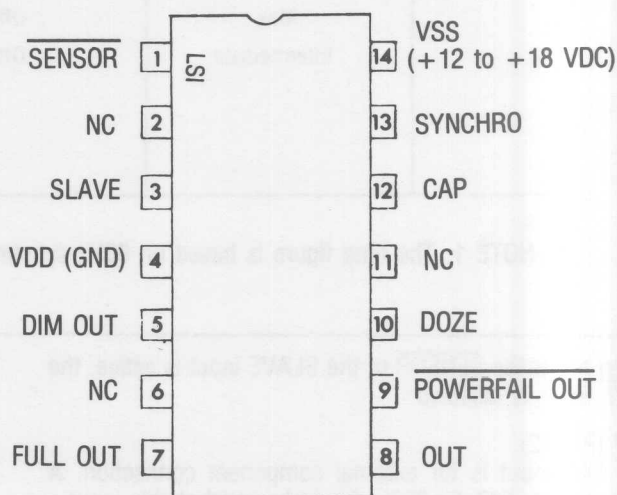 VSS
SENSOR 1 LSI 14 (+12 to +18 VDC)
NC 2 13 SYNCHRO
SLAVE 3 12 CAP
VDD (GND) 4 11 NC
DIM OUT 5 10 DOZE
NC 6 9 POWERFAIL OUT
FULL OUT 7 8 OUT